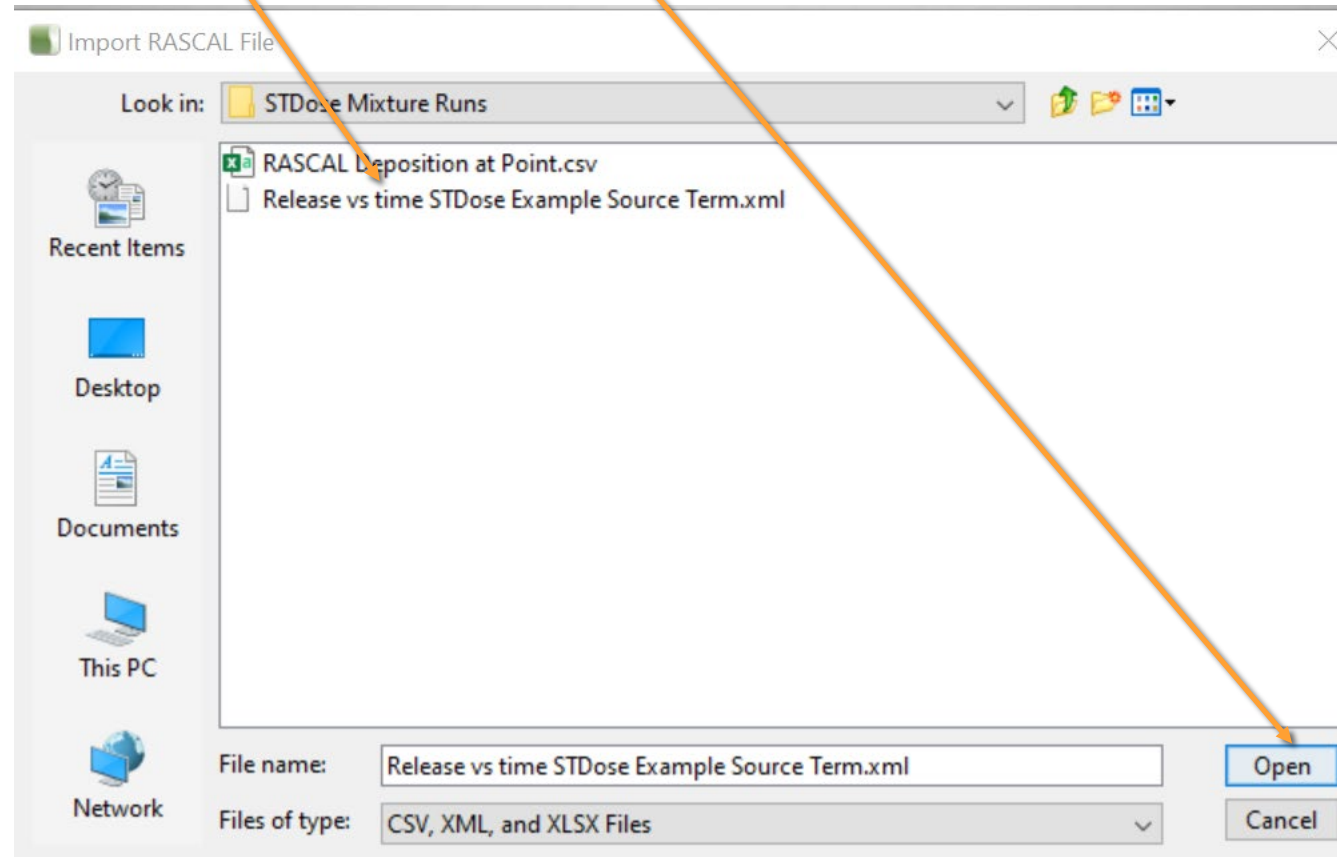 Import RASCAL File
Look in: STDose Mixture Runs
RASCAL Deposition at Point.csv
Release vs time STDose Example Source Term.xml
Recent Items
Desktop
Documents
This PC
Network
File name: Release vs time STDose Example Source Term.xml Open
Files of type: CSV, XML, and XLSX Files Cancel